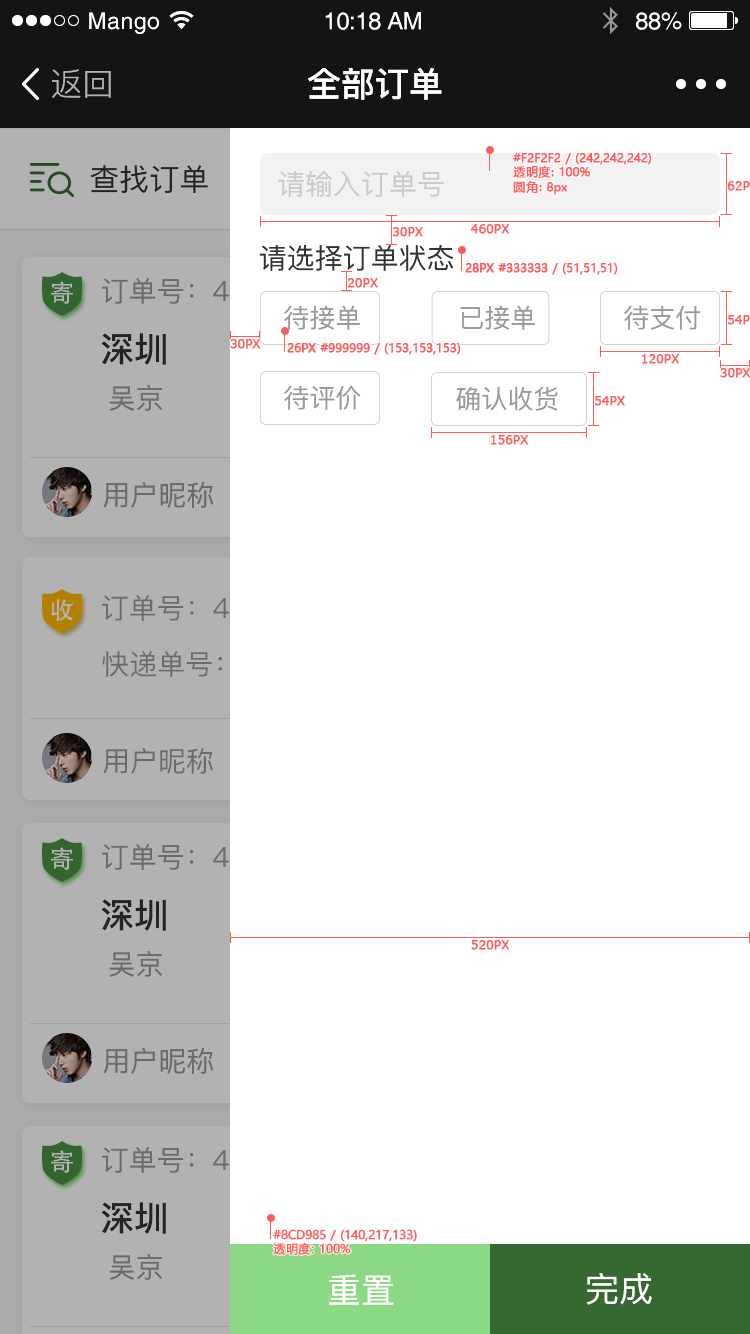 Mango 10:18 AM 88%
返回 全部订单
查找订单
请输入订单号
#F2F2F2 / (242,242,242)
透明度: 100%
圆角: 8px
62P
460PX
30PX
请选择订单状态
28PX #333333 / (51,51,51)
20PX
寄 订单号: 4
深圳
吴京
待接单 已接单 待支付
54P
30PX
26PX #999999 / (153,153,153)
120PX
30PX
待评价 确认收货
54PX
156PX
用户昵称
收 订单号: 4
快递单号:
用户昵称
寄 订单号: 4
深圳
吴京
520PX
用户昵称
寄 订单号: 4
深圳
吴京
#8CD985 / (140,217,133)
透明度: 100%
重置 完成